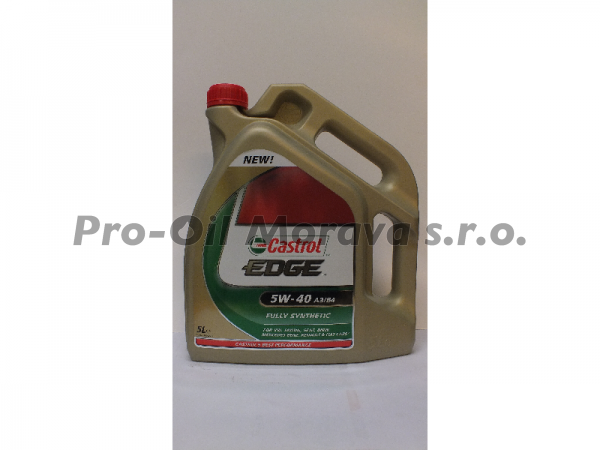 NEW!
Pro-Oil Morava s.r.o.
Castrol
EDGE
5W-40 A3/B4
FULLY SYNTHETIC
5L